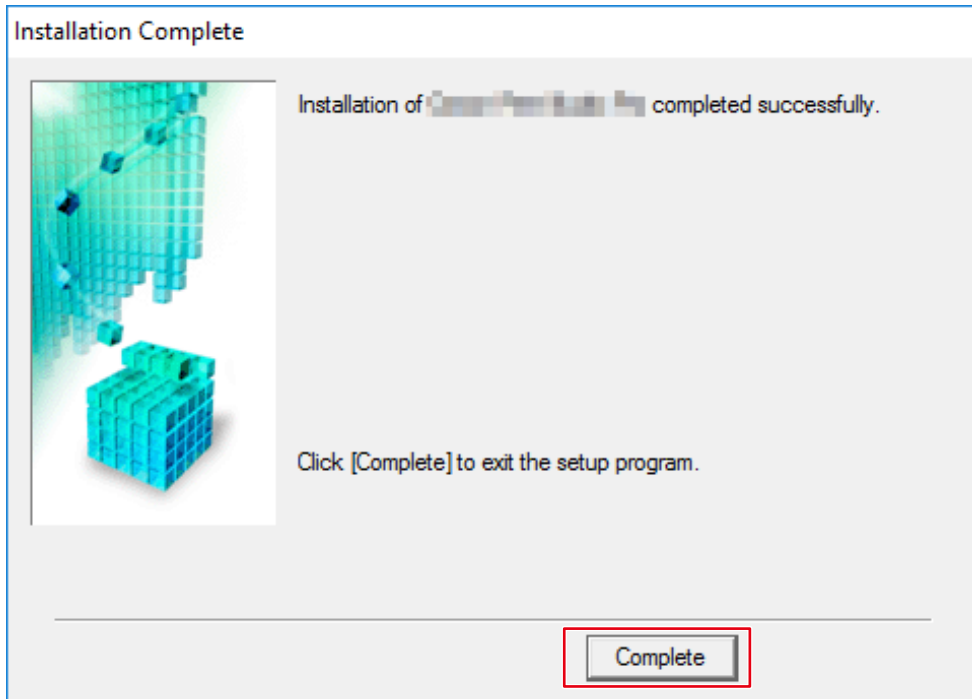 Installation Complete
Installation of completed successfully.
Click [Complete] to exit the setup program.
Complete